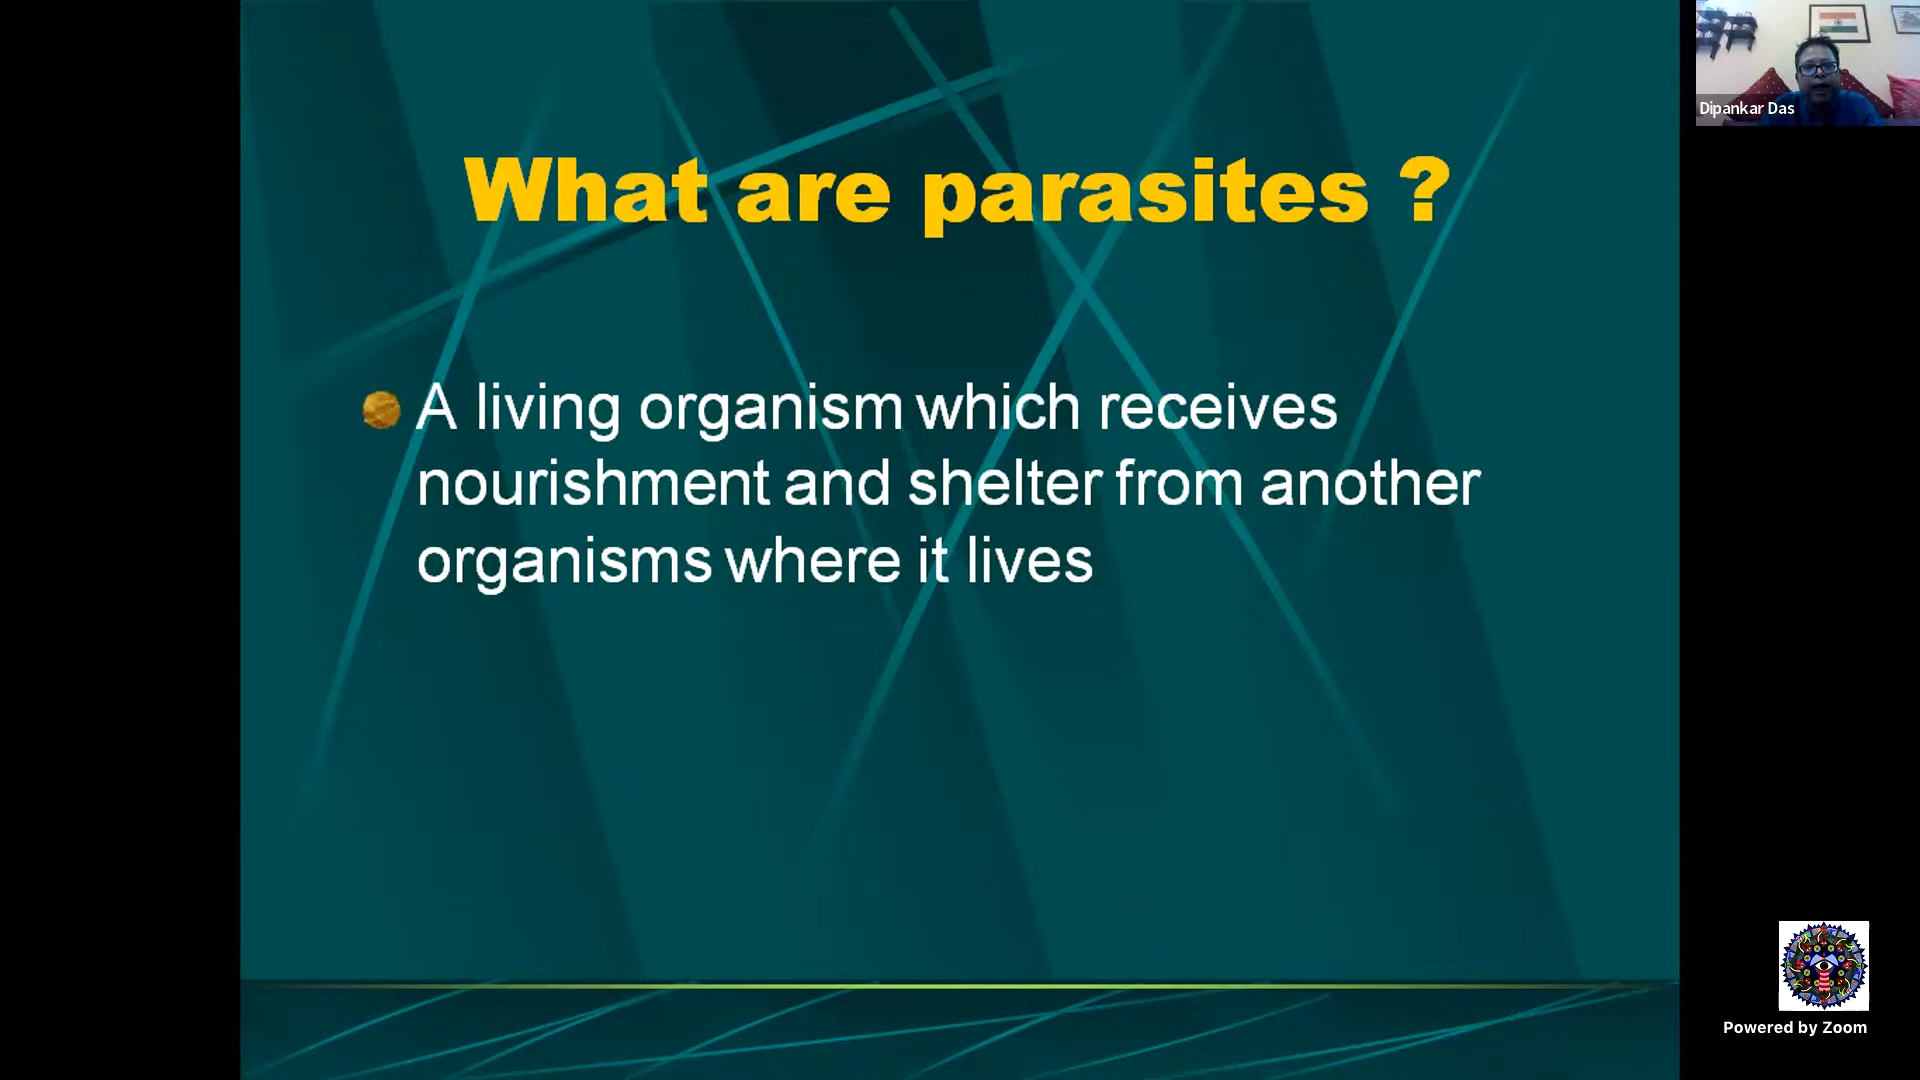 What are parasites ?
A living organism which receives
nourishment and shelter from another
organisms where it lives
Dipankar Das
Powered by Zoom